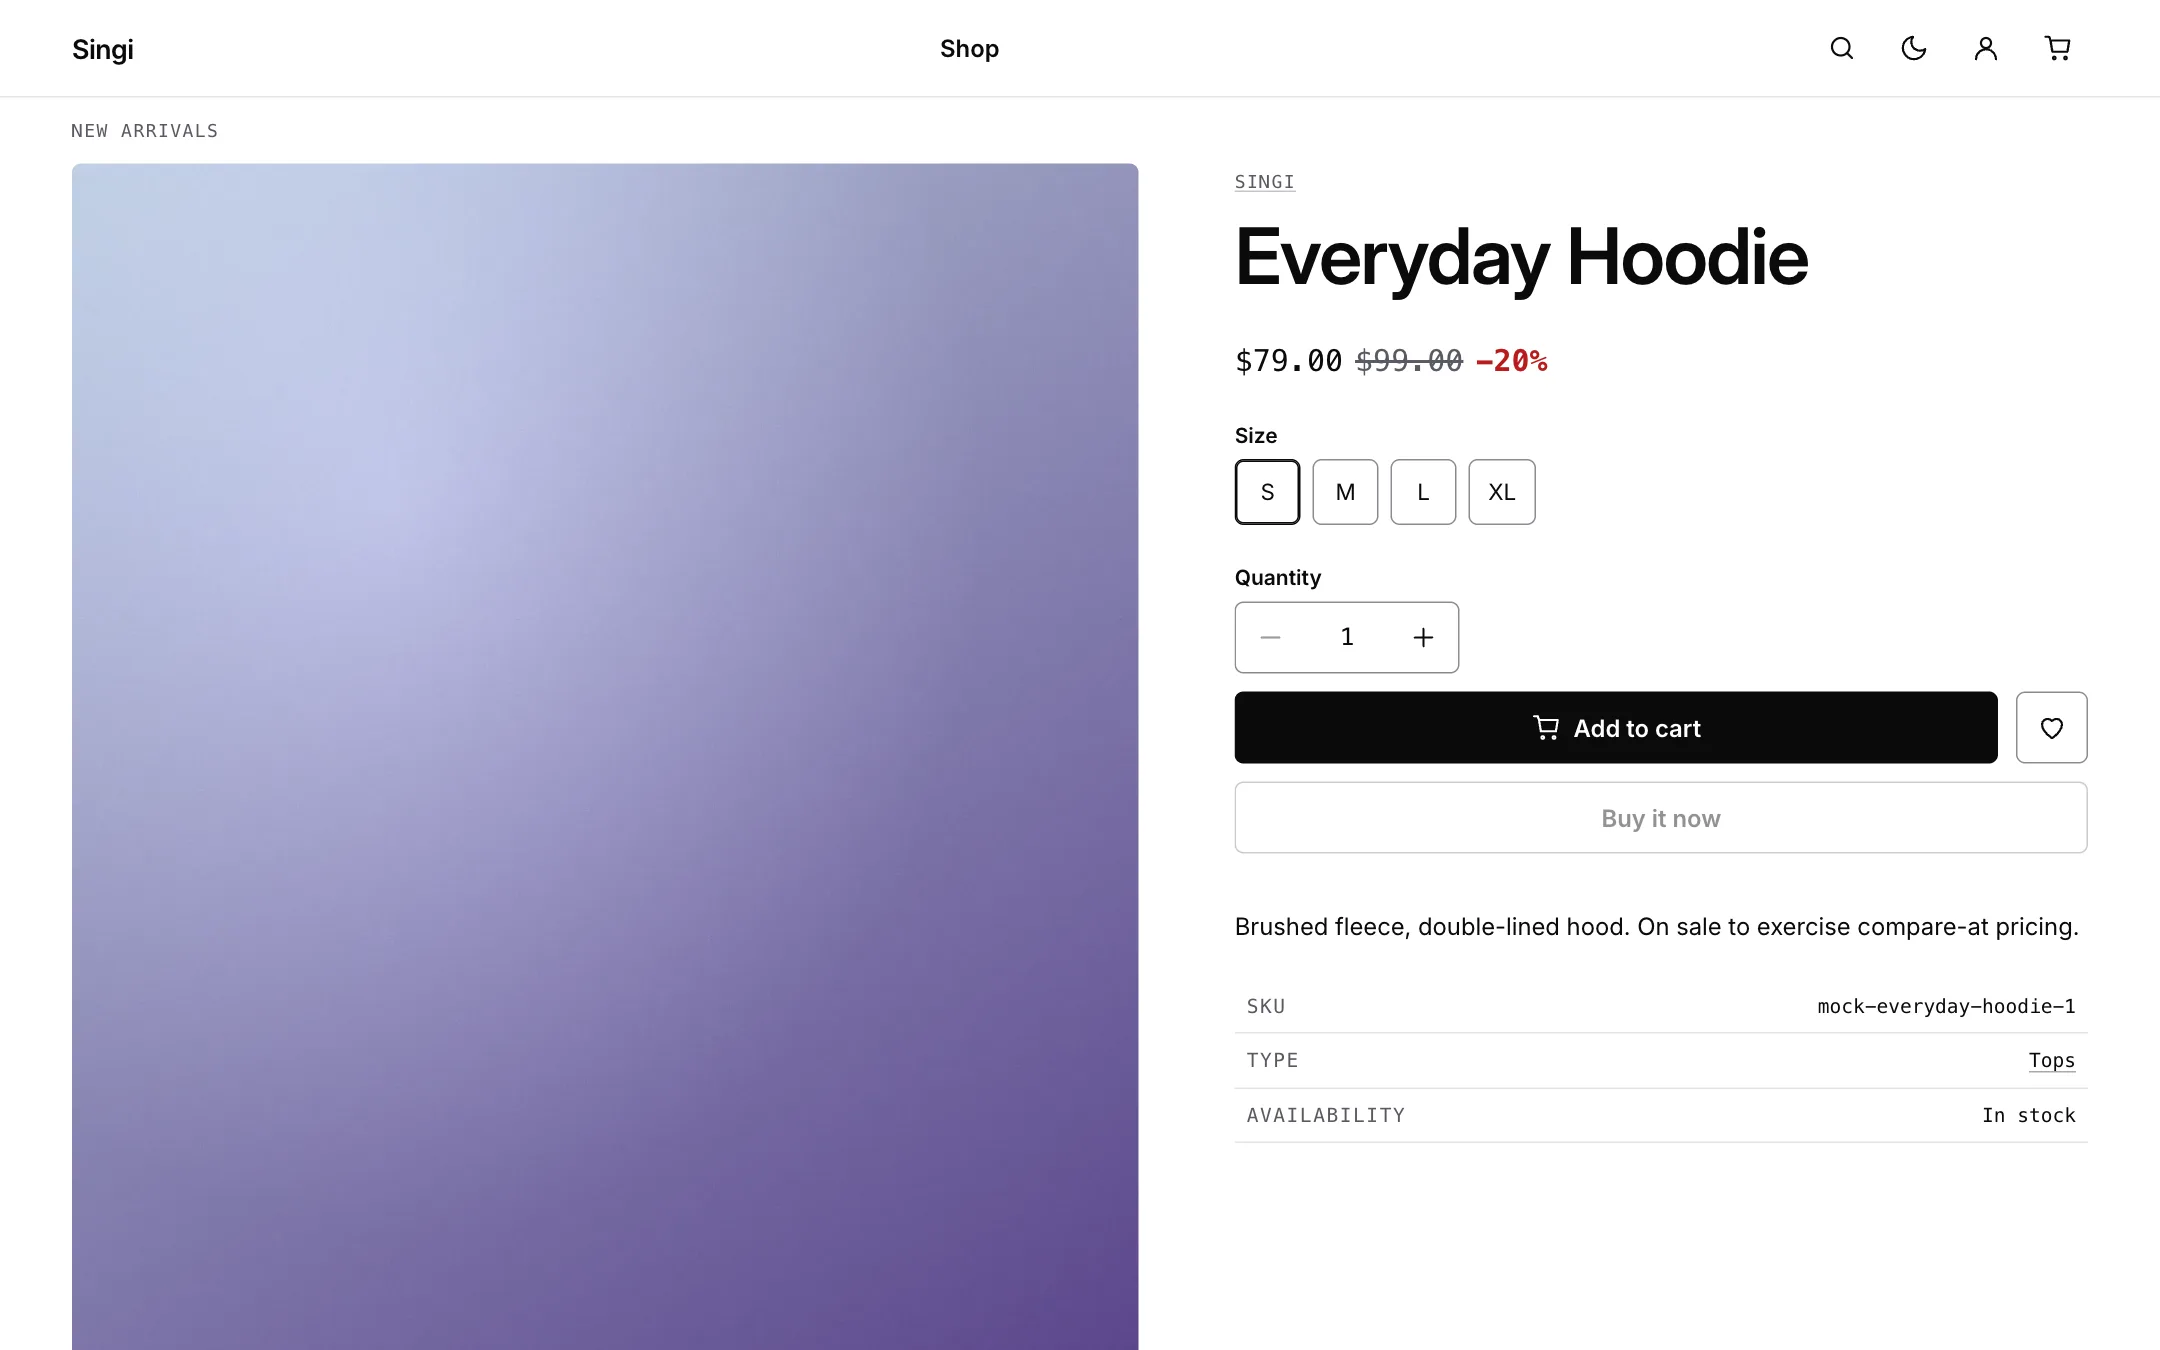 Singi
Shop
NEW ARRIVALS
SINGI
Everyday Hoodie
$79.00 $99.00 −20%
Size
S M L XL
Quantity
1
Add to cart
Buy it now
Brushed fleece, double-lined hood. On sale to exercise compare-at pricing.
SKU mock-everyday-hoodie-1
TYPE Tops
AVAILABILITY In stock